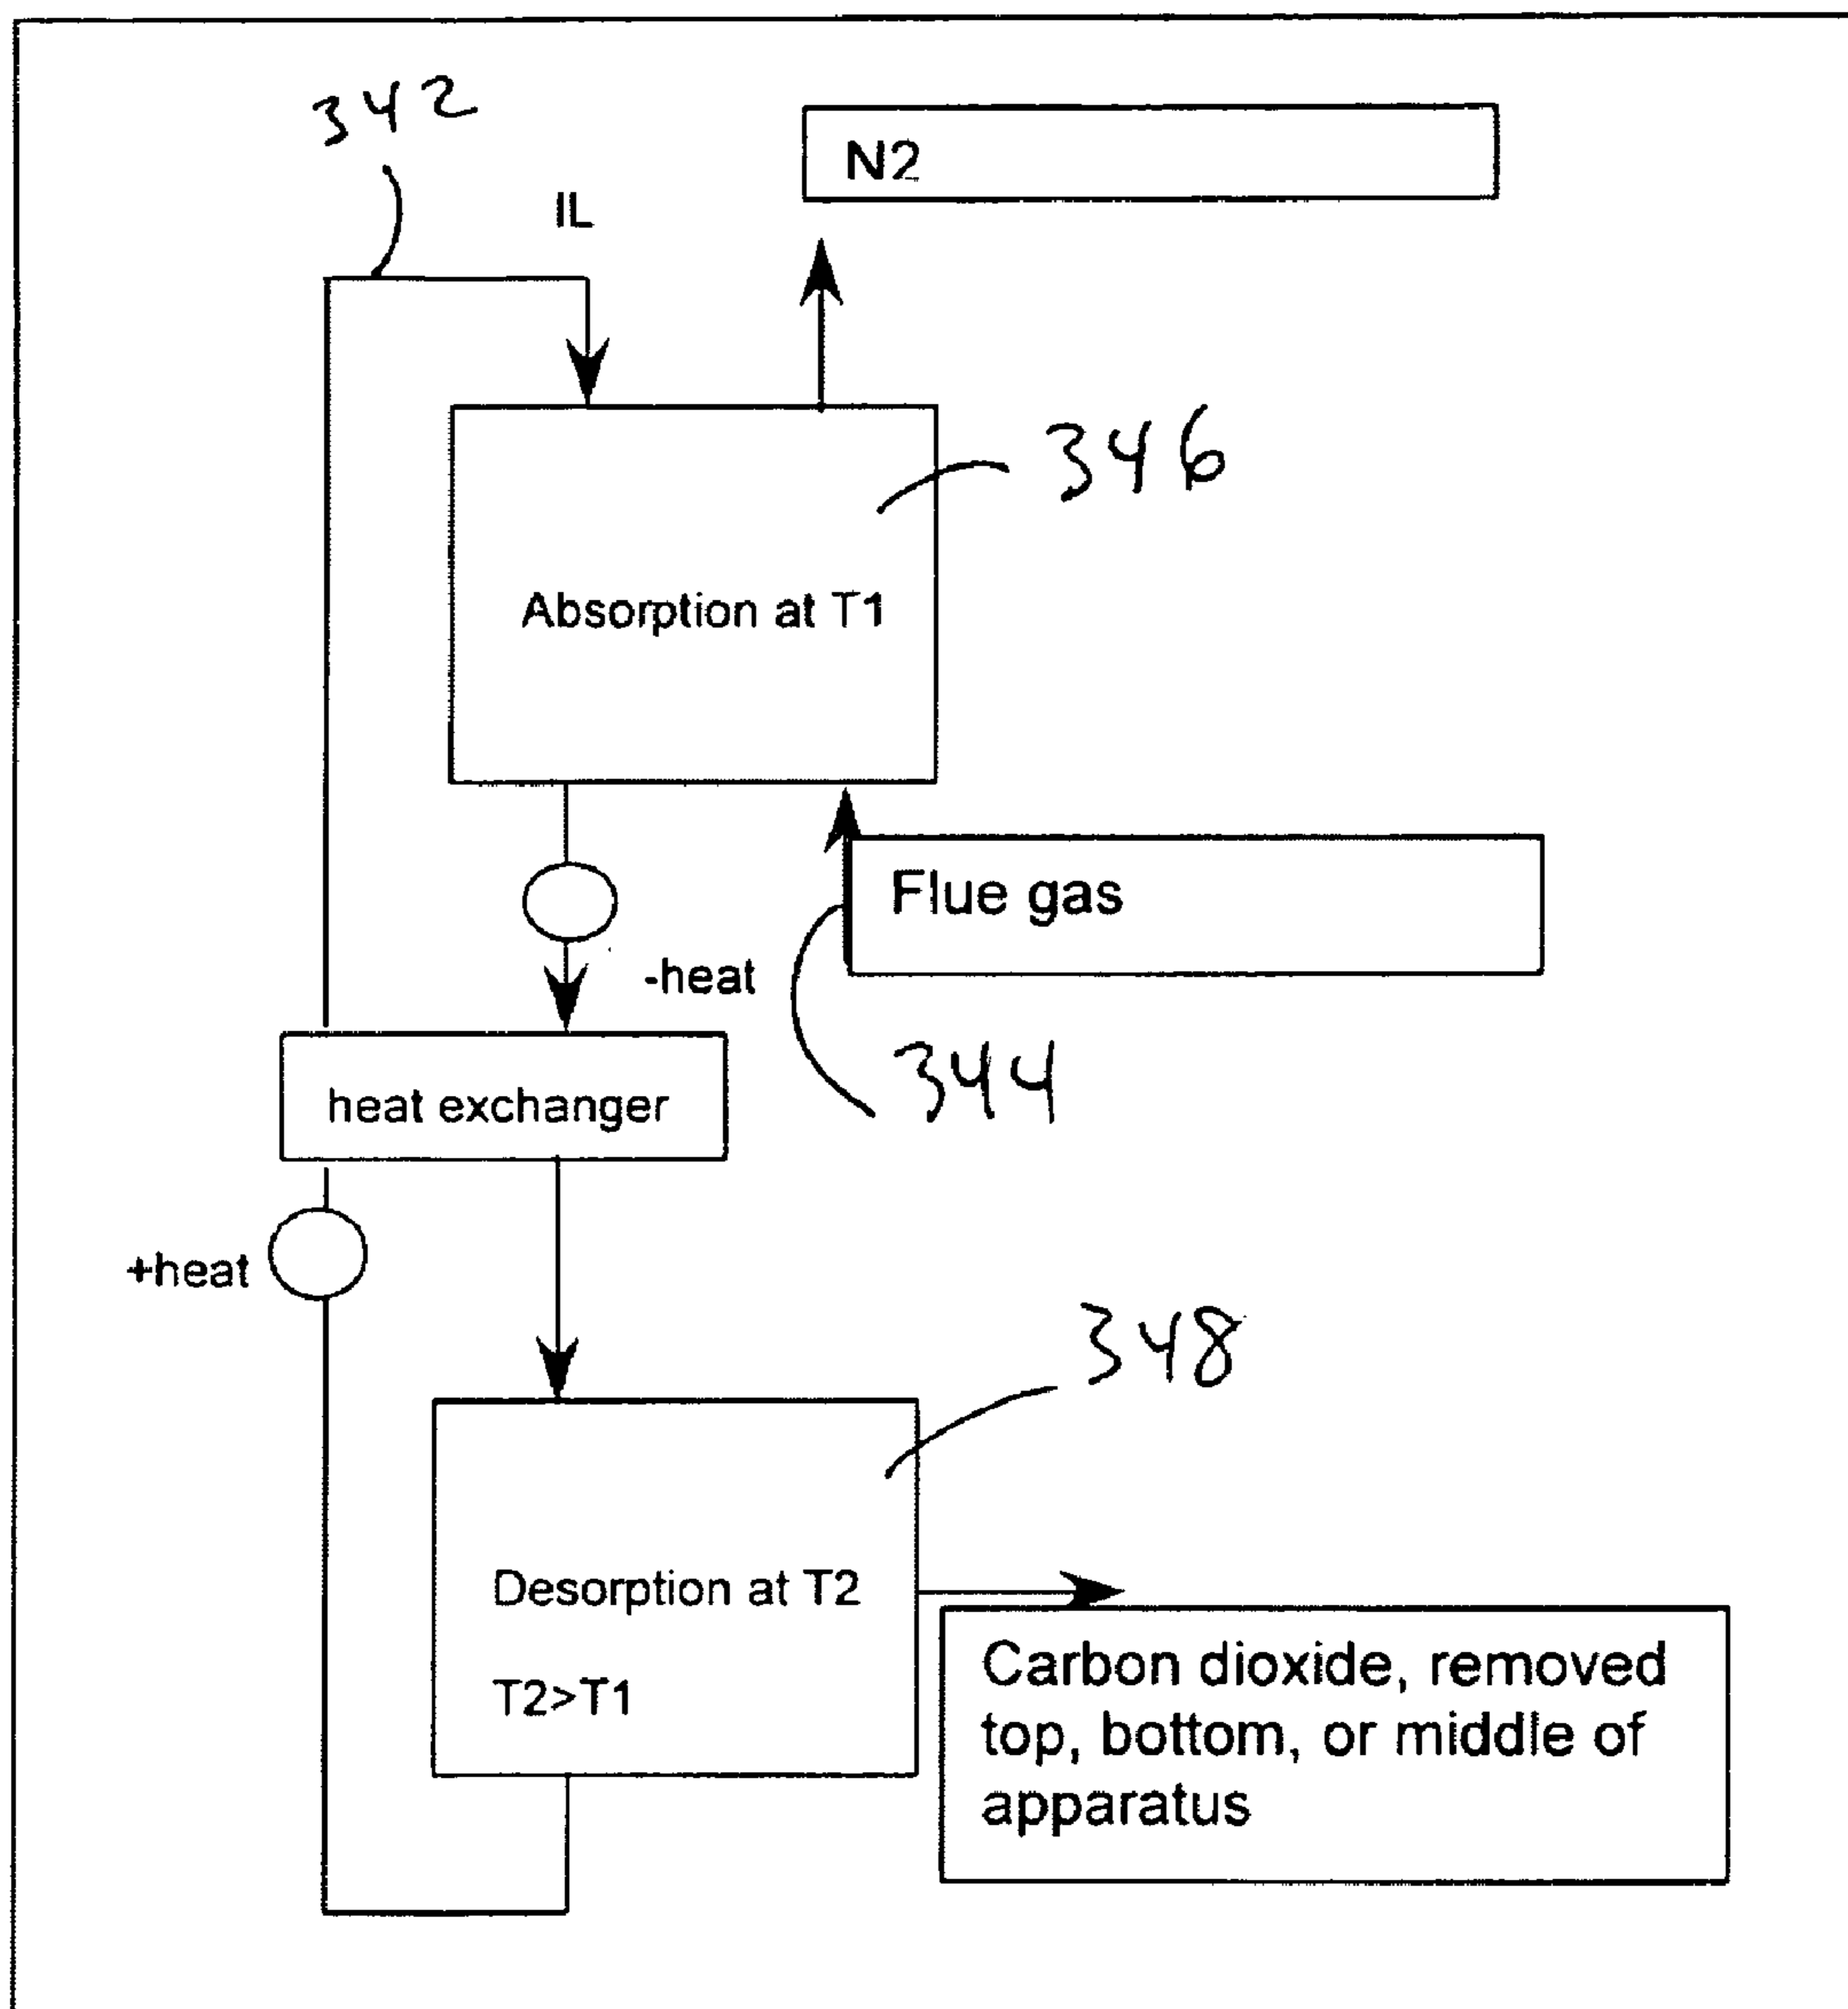 342
IL
N2
346
Absorption at T1
Flue gas
-heat
344
heat exchanger
+heat
348
Desorption at T2
T2>T1
Carbon dioxide, removed
top, bottom, or middle of
apparatus